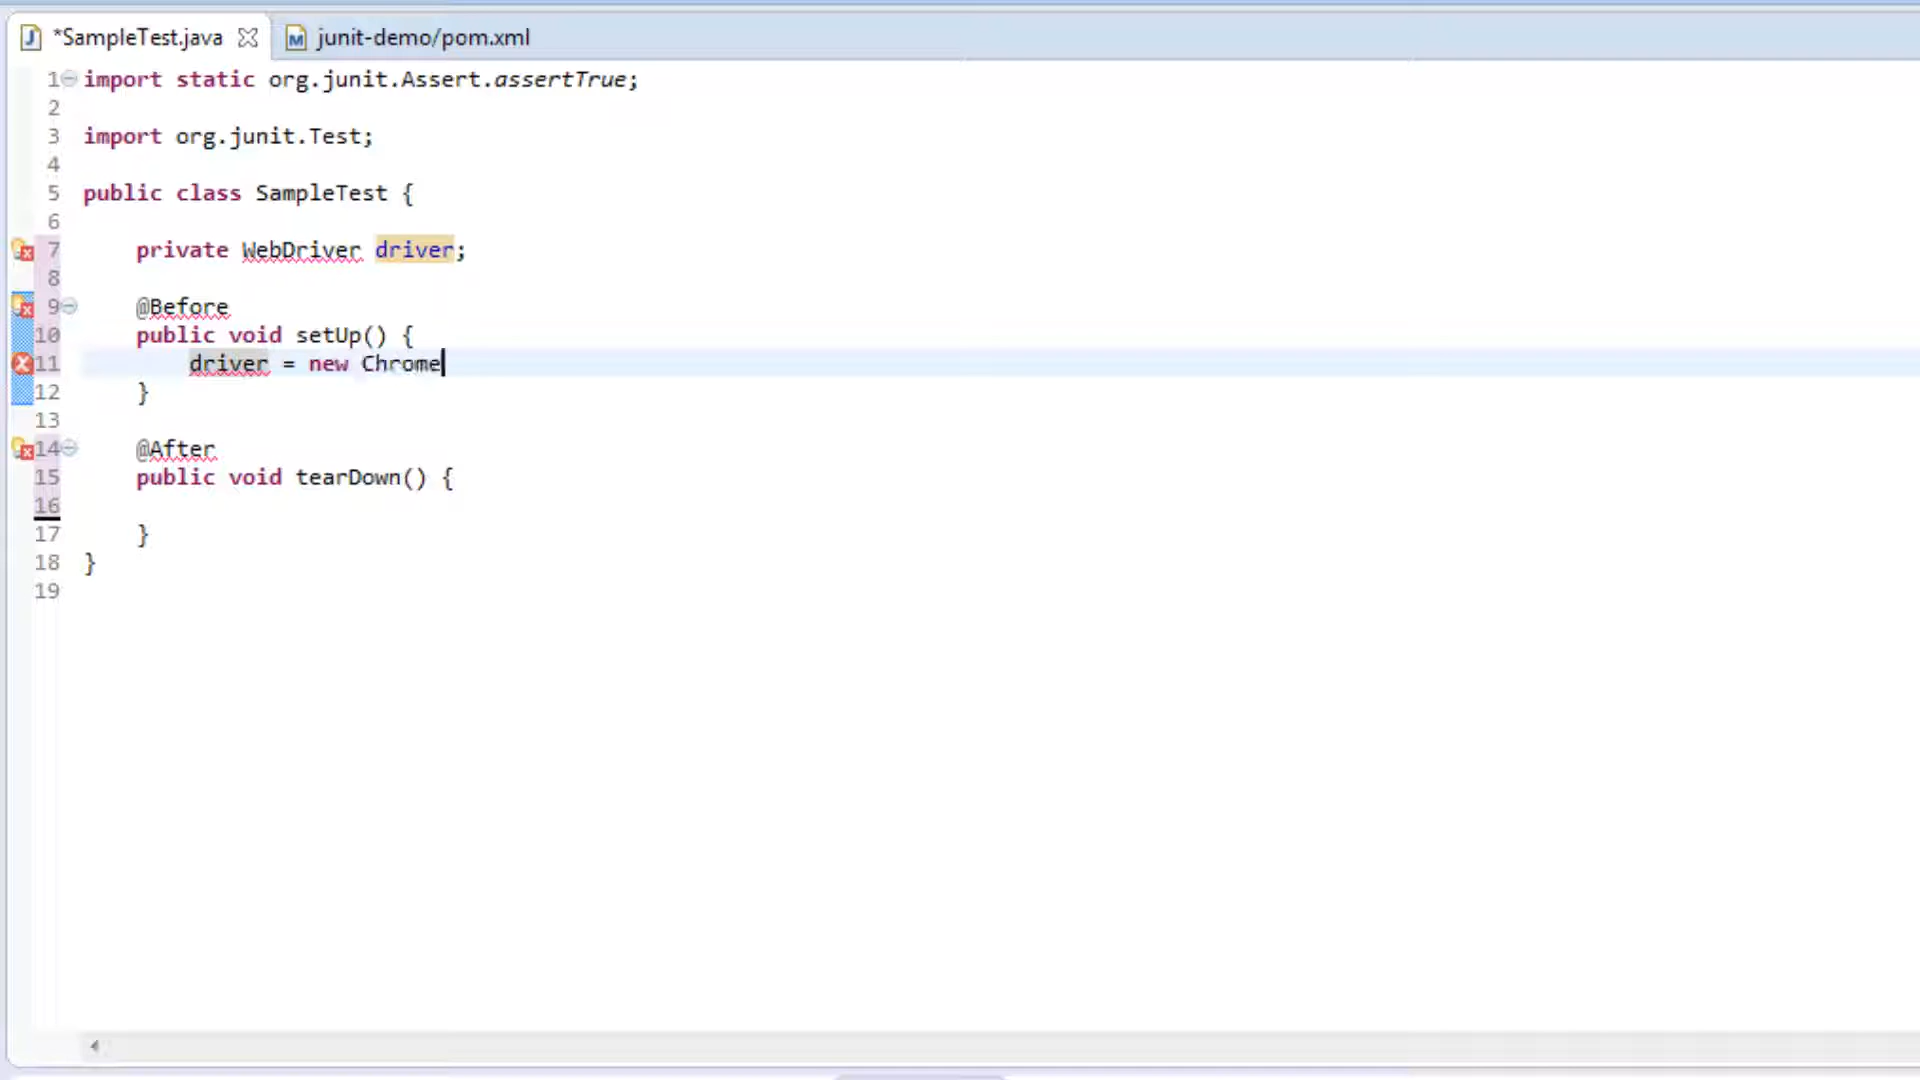 *SampleTest.java junit-demo/pom.xml
1 import static org.junit.Assert.assertTrue;
2
3 import org.junit.Test;
4
5 public class SampleTest {
6
7 private WebDriver driver;
8
9 @Before
10 public void setUp() {
11 driver = new Chrome
12 }
13
14 @After
15 public void tearDown() {
16
17 }
18 }
19